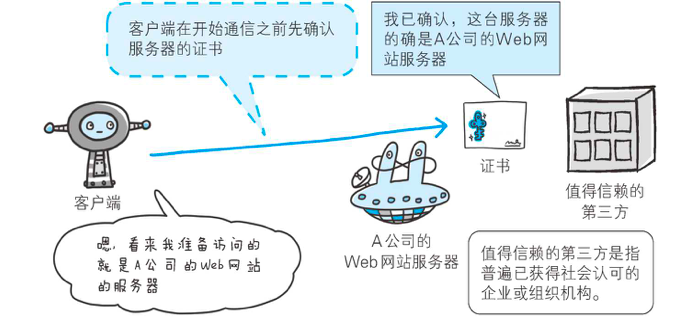 客户端在开始通信之前先确认
服务器的证书
我已确认，这台服务器
的确是A公司的Web网
站服务器
证书
客户端
值得信赖的
第三方
A公司的
Web网站服务器
嗯，看来我准备访问的
就是A公司的Web网站
的服务器
值得信赖的第三方是指
普遍已获得社会认可的
企业或组织机构。